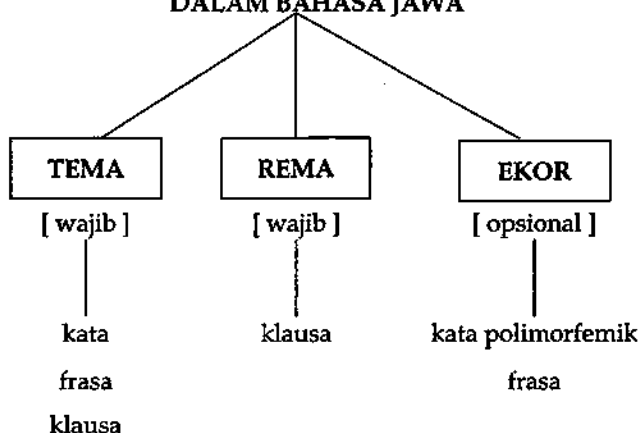 DALAM BAHASA JAWA
TEMA
REMA
EKOR
[ wajib ]
[ wajib ]
[ opsional ]
kata
klausa
kata polimorfemik
frasa
frasa
klausa